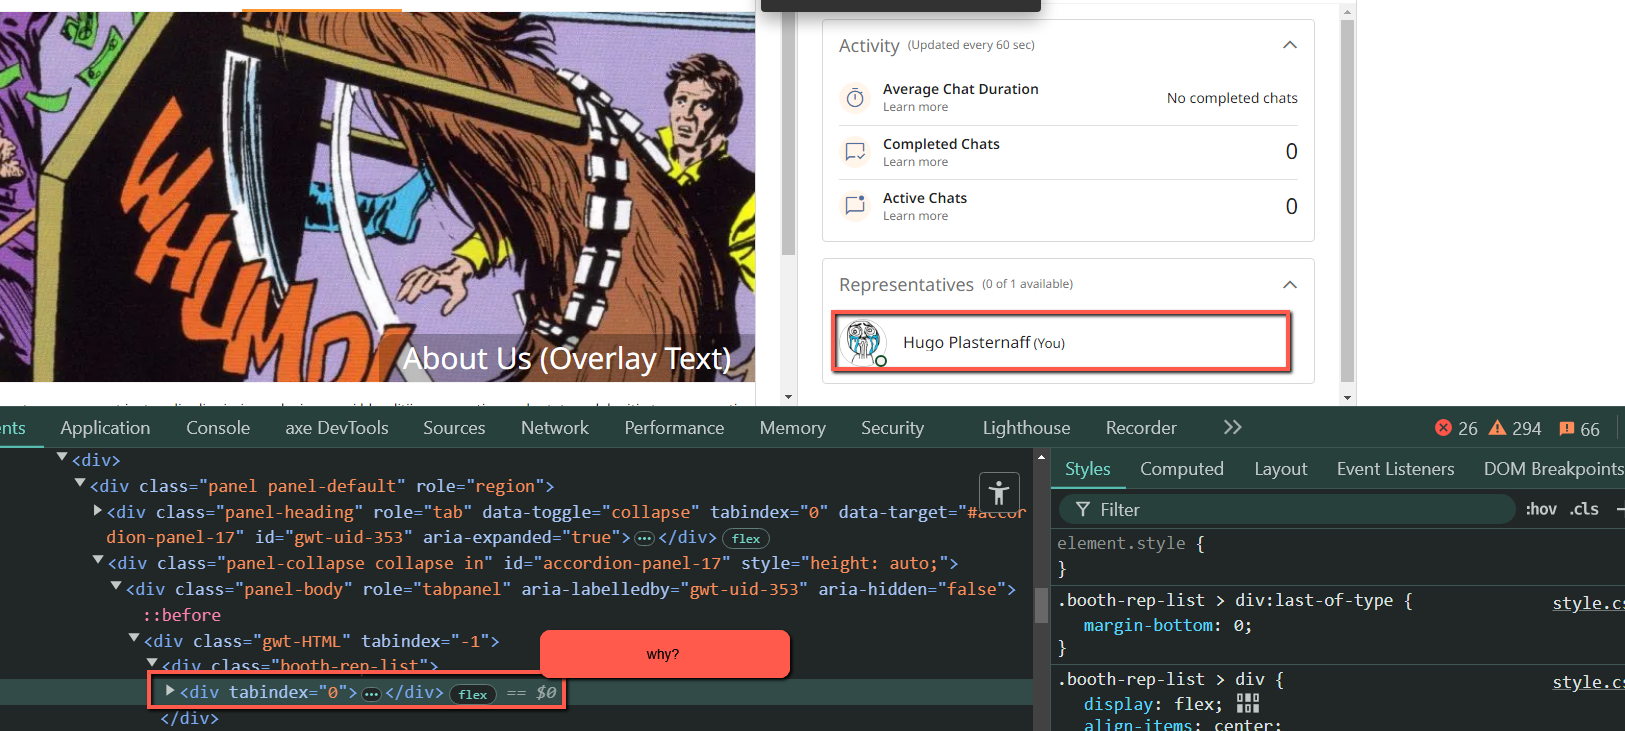 WHUMP!
About Us (Overlay Text)
Activity (Updated every 60 sec)
Average Chat Duration
Learn more
No completed chats
Completed Chats
Learn more
0
Active Chats
Learn more
0
Representatives (0 of 1 available)
Hugo Plasternaff (You)
ents Application Console axe DevTools Sources Network Performance Memory Security Lighthouse Recorder 26 294 66
<div>
<div class="panel panel-default" role="region">
<div class="panel-heading" role="tab" data-toggle="collapse" tabindex="0" data-target="#accor
dion-panel-17" id="gwt-uid-353" aria-expanded="true"> ••• </div> flex
<div class="panel-collapse collapse in" id="accordion-panel-17" style="height: auto;">
<div class="panel-body" role="tabpanel" aria-labelledby="gwt-uid-353" aria-hidden="false">
::before
<div class="gwt-HTML" tabindex="-1">
<div class="booth-rep-list">
<div tabindex="0"> ••• </div> flex == $0
</div>
why?
Styles Computed Layout Event Listeners DOM Breakpoints
Filter :hov .cls
element.style {
}
.booth-rep-list > div:last-of-type { style.cs
margin-bottom: 0;
}
.booth-rep-list > div { style.cs
display: flex;
align-items: center;